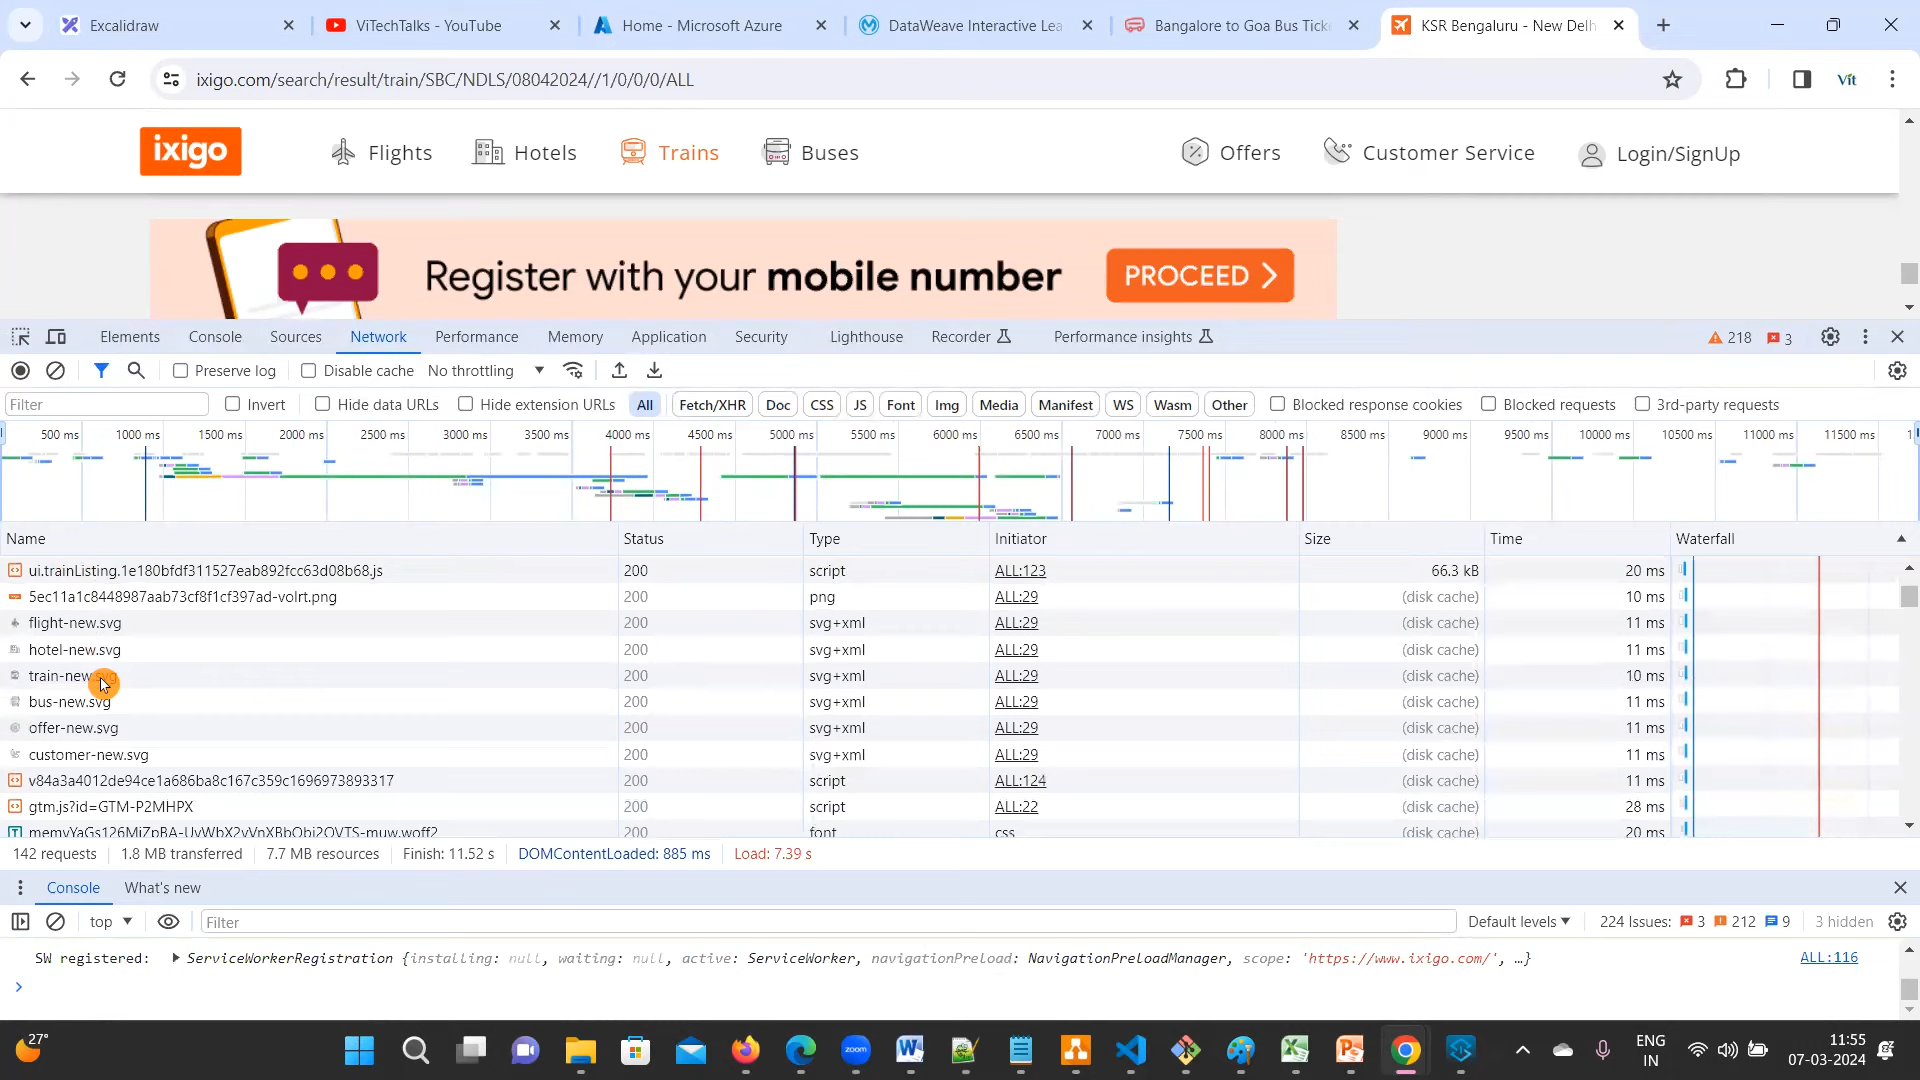 Excalidraw
ViTechTalks - YouTube
Home - Microsoft Azure
DataWeave Interactive Lea
Bangalore to Goa Bus Tick
KSR Bengaluru - New Delh
ixigo.com/search/result/train/SBC/NDLS/08042024//1/0/0/0/ALL
Vit
ixigo
Flights
Hotels
Trains
Buses
Offers
Customer Service
Login/SignUp
Register with your mobile number
PROCEED
Elements Console Sources Network Performance Memory Application Security Lighthouse Recorder Performance insights 218 3
Preserve log Disable cache No throttling
Filter Invert Hide data URLs Hide extension URLs All Fetch/XHR Doc CSS JS Font Img Media Manifest WS Wasm Other Blocked response cookies Blocked requests 3rd-party requests
500 ms 1000 ms 1500 ms 2000 ms 2500 ms 3000 ms 3500 ms 4000 ms 4500 ms 5000 ms 5500 ms 6000 ms 6500 ms 7000 ms 7500 ms 8000 ms 8500 ms 9000 ms 9500 ms 10000 ms 10500 ms 11000 ms 11500 ms
Name Status Type Initiator Size Time Waterfall
ui.trainListing.1e180bfdf311527eab892fcc63d08b68.js 200 script ALL:123 66.3 kB 20 ms
5ec11a1c8448987aab73cf8f1cf397ad-volrt.png 200 png ALL:29 (disk cache) 10 ms
flight-new.svg 200 svg+xml ALL:29 (disk cache) 11 ms
hotel-new.svg 200 svg+xml ALL:29 (disk cache) 11 ms
train-new.svg 200 svg+xml ALL:29 (disk cache) 10 ms
bus-new.svg 200 svg+xml ALL:29 (disk cache) 11 ms
offer-new.svg 200 svg+xml ALL:29 (disk cache) 11 ms
customer-new.svg 200 svg+xml ALL:29 (disk cache) 11 ms
v84a3a4012de94ce1a686ba8c167c359c1696973893317 200 script ALL:124 (disk cache) 11 ms
gtm.js?id=GTM-P2MHPX 200 script ALL:22 (disk cache) 28 ms
200 font css (disk cache) 20 ms
142 requests 1.8 MB transferred 7.7 MB resources Finish: 11.52 s DOMContentLoaded: 885 ms Load: 7.39 s
Console What's new
top Filter Default levels 224 Issues: 3 212 9 3 hidden
SW registered: ServiceWorkerRegistration {installing: null, waiting: null, active: ServiceWorker, navigationPreload: NavigationPreloadManager, scope: 'https://www.ixigo.com/', …} ALL:116
27°
zoom
ENG
IN
11:55
07-03-2024